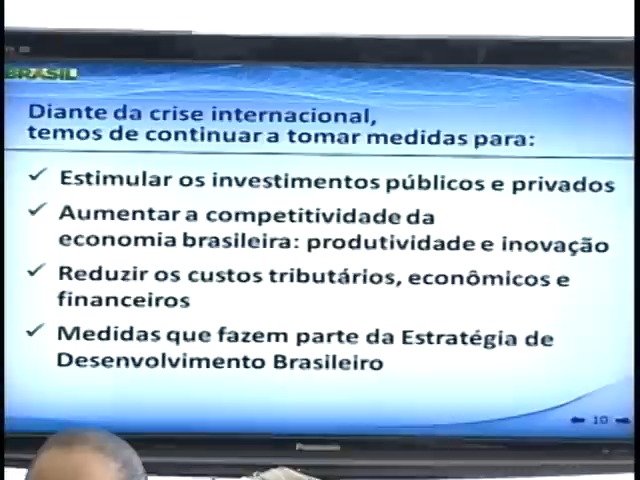 BRASIL
Diante da crise internacional,
temos de continuar a tomar medidas para:
✓ Estimular os investimentos públicos e privados
✓ Aumentar a competitividade da
economia brasileira: produtividade e inovação
✓ Reduzir os custos tributários, econômicos e
financeiros
✓ Medidas que fazem parte da Estratégia de
Desenvolvimento Brasileiro
10
Panasonic